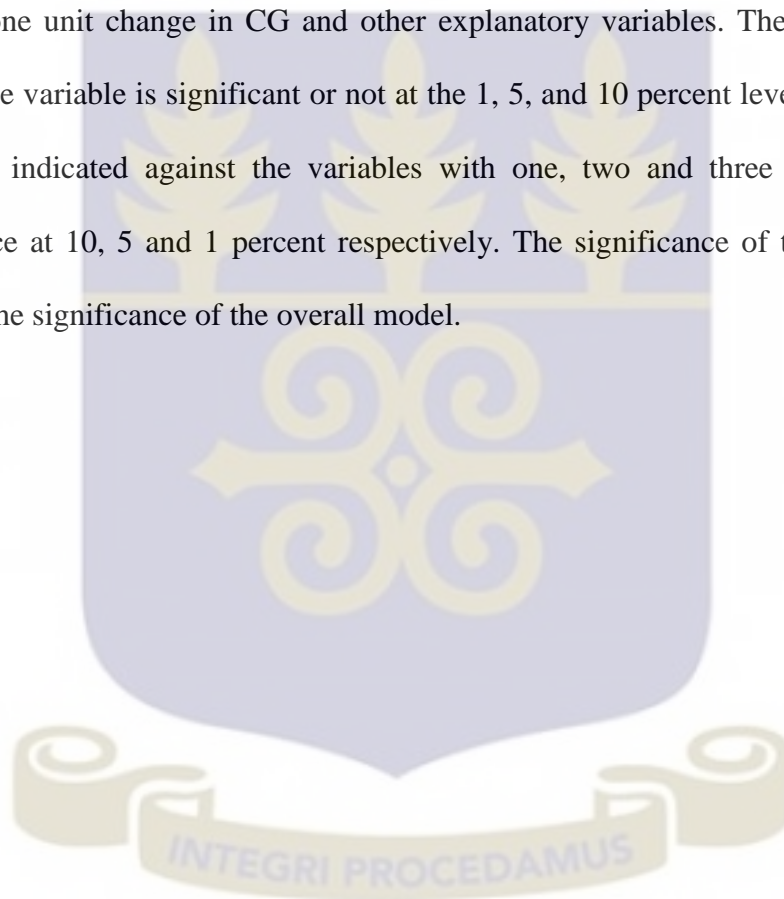 one unit change in CG and other explanatory variables. The
e variable is significant or not at the 1, 5, and 10 percent leve
indicated against the variables with one, two and three
ce at 10, 5 and 1 percent respectively. The significance of t
he significance of the overall model.
INTEGRI PROCEDAMUS